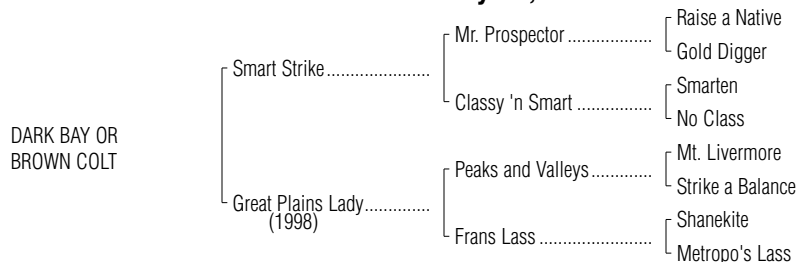 Raise a Native
Mr. Prospector ....................
Gold Digger
Smart Strike......................
Smarten
Classy 'n Smart ..................
No Class
DARK BAY OR
BROWN COLT
Mt. Livermore
Peaks and Valleys..............
Strike a Balance
Great Plains Lady..............
(1998)
Shanekite
Frans Lass ..........................
Metropo's Lass